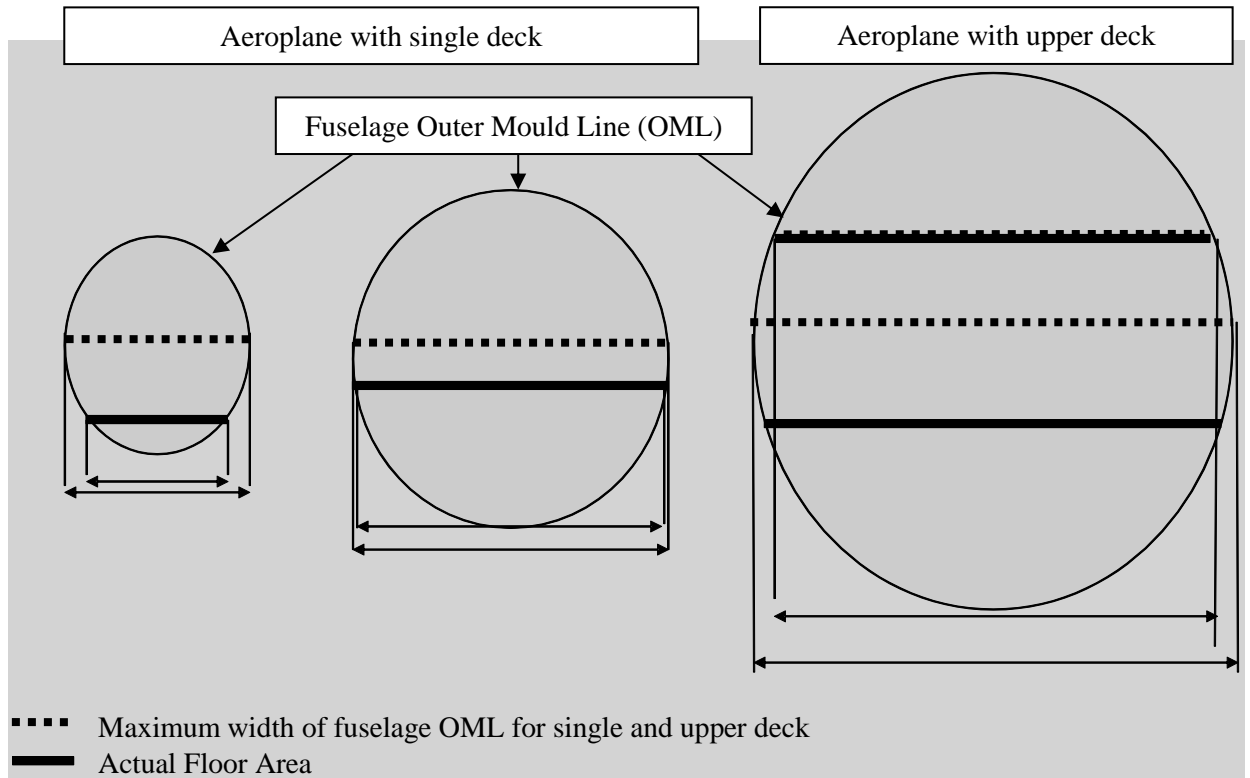 Aeroplane with single deck
Aeroplane with upper deck
Fuselage Outer Mould Line (OML)
Maximum width of fuselage OML for single and upper deck
Actual Floor Area